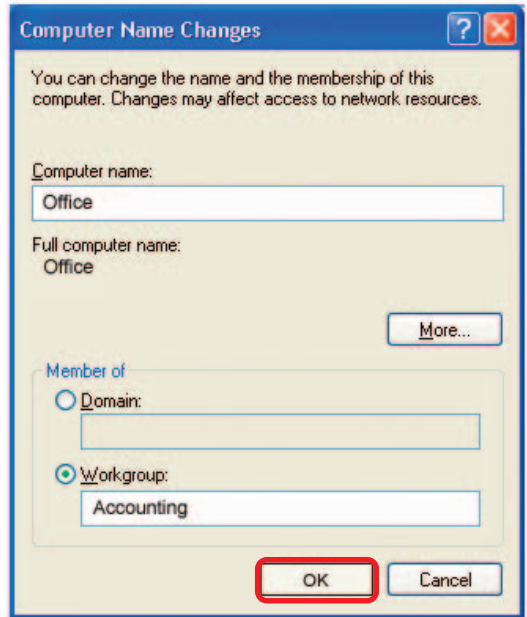 Computer Name Changes
You can change the name and the membership of this
computer. Changes may affect access to network resources.
Computer name:
Office
Full computer name:
Office
More...
Member of
Domain:
Workgroup:
Accounting
OK
Cancel